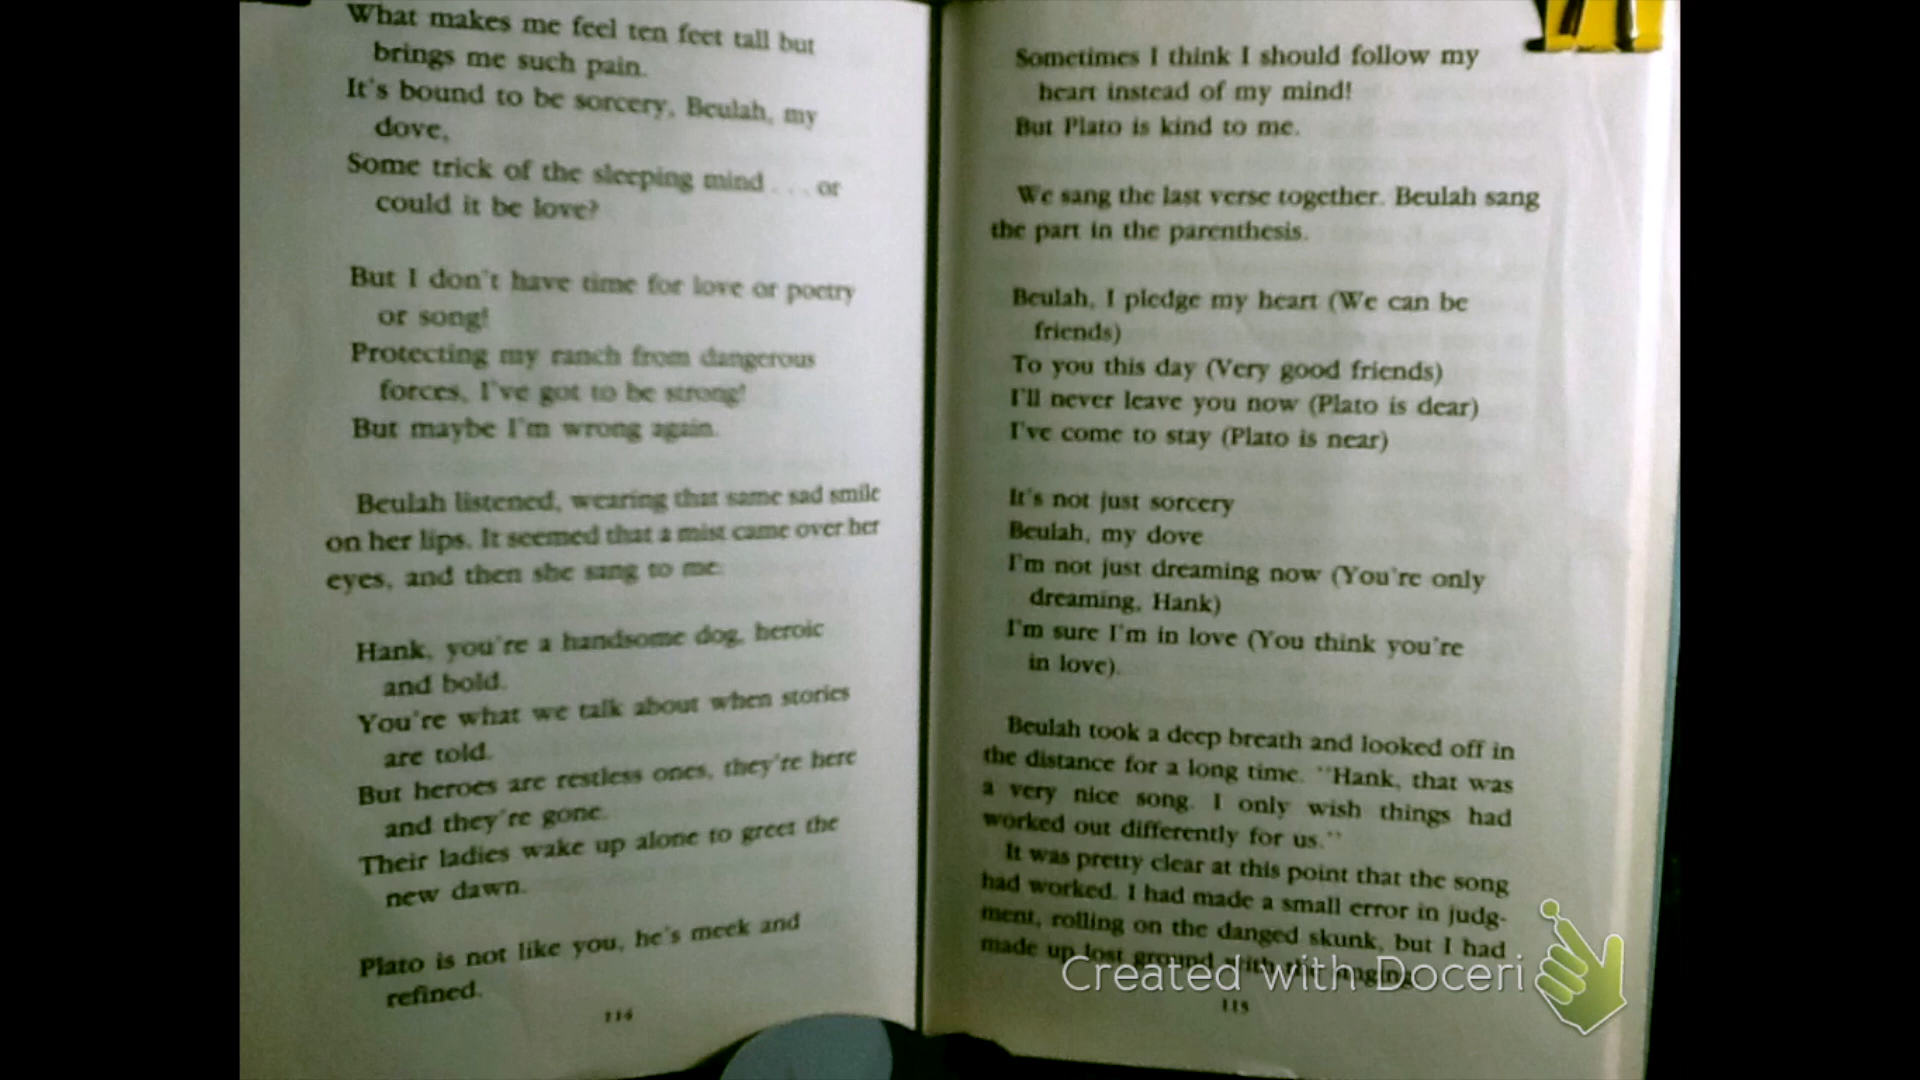 What makes me feel ten feet tall but
brings me such pain.
It's bound to be sorcery, Beulah, my
dove,
Some trick of the sleeping mind . . . or
could it be love?
But I don't have time for love or poetry
or song!
Protecting my ranch from dangerous
forces, I've got to be strong!
But maybe I'm wrong again.
Beulah listened, wearing that same sad smile
on her lips. It seemed that a mist came over her
eyes, and then she sang to me:
Hank, you're a handsome dog, heroic
and bold.
You're what we talk about when stories
are told.
But heroes are restless ones, they're here
and they're gone.
Their ladies wake up alone to greet the
new dawn.
Plato is not like you, he's meek and
refined.
114
Sometimes I think I should follow my
heart instead of my mind!
But Plato is kind to me.
We sang the last verse together. Beulah sang
the part in the parenthesis.
Beulah, I pledge my heart (We can be
friends)
To you this day (Very good friends)
I'll never leave you now (Plato is dear)
I've come to stay (Plato is near)
It's not just sorcery
Beulah, my dove
I'm not just dreaming now (You're only
dreaming, Hank)
I'm sure I'm in love (You think you're
in love).
Beulah took a deep breath and looked off in
the distance for a long time. "Hank, that was
a very nice song. I only wish things had
worked out differently for us."
It was pretty clear at this point that the song
had worked. I had made a small error in judg-
ment, rolling on the danged skunk, but I had
made up lost ground with the singing
115
Created with Doceri